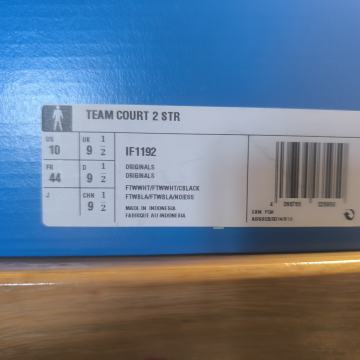 TEAM COURT 2 STR
US 10 UK 9 1/2
FR 44 D 9 1/2
J CHN 9 1/2
IF1192
ORIGINALS
ORIGINALS
FTWWHT/FTWWHT/CBLACK
FTWBLA/FTWBLA/NOIESS
MADE IN INDONESIA
FABRIQUE AU INDONESIA